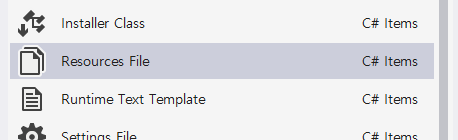 Installer Class C# Items
Resources File C# Items
Runtime Text Template C# Items
Settings File C# Items